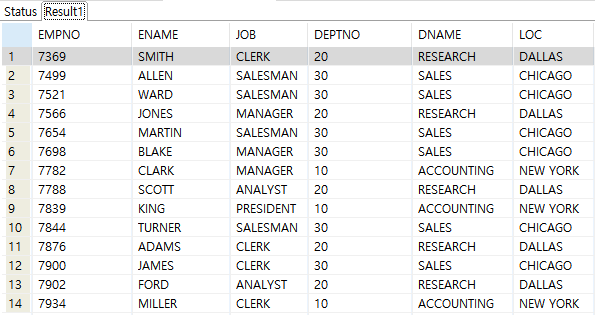 Status Result1
EMPNO ENAME JOB DEPTNO DNAME LOC
1 7369 SMITH CLERK 20 RESEARCH DALLAS
2 7499 ALLEN SALESMAN 30 SALES CHICAGO
3 7521 WARD SALESMAN 30 SALES CHICAGO
4 7566 JONES MANAGER 20 RESEARCH DALLAS
5 7654 MARTIN SALESMAN 30 SALES CHICAGO
6 7698 BLAKE MANAGER 30 SALES CHICAGO
7 7782 CLARK MANAGER 10 ACCOUNTING NEW YORK
8 7788 SCOTT ANALYST 20 RESEARCH DALLAS
9 7839 KING PRESIDENT 10 ACCOUNTING NEW YORK
10 7844 TURNER SALESMAN 30 SALES CHICAGO
11 7876 ADAMS CLERK 20 RESEARCH DALLAS
12 7900 JAMES CLERK 30 SALES CHICAGO
13 7902 FORD ANALYST 20 RESEARCH DALLAS
14 7934 MILLER CLERK 10 ACCOUNTING NEW YORK